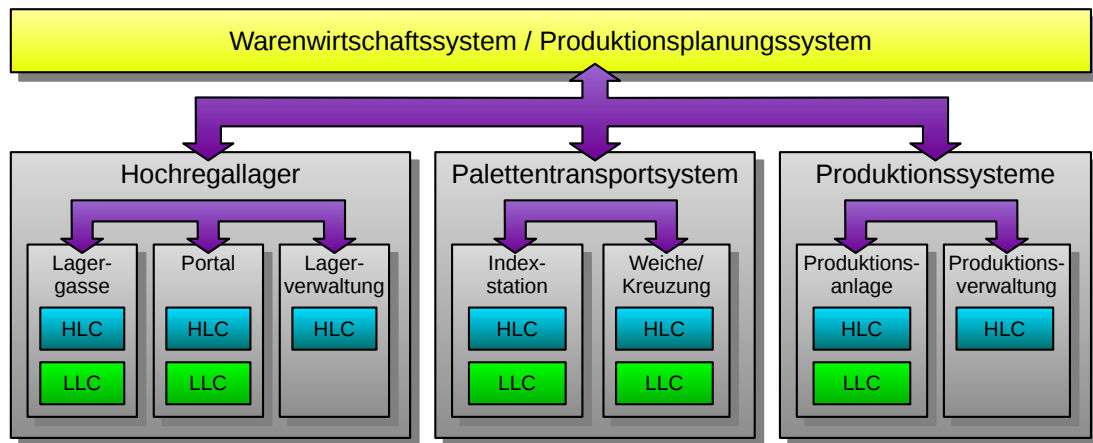 Warenwirtschaftssystem / Produktionsplanungssystem
Hochregallager
Lager-
gasse
HLC
LLC
Portal
HLC
LLC
Lager-
verwaltung
HLC
Palettentransportsystem
Index-
station
HLC
LLC
Weiche/
Kreuzung
HLC
LLC
Produktionssysteme
Produktions-
anlage
HLC
LLC
Produktions-
verwaltung
HLC